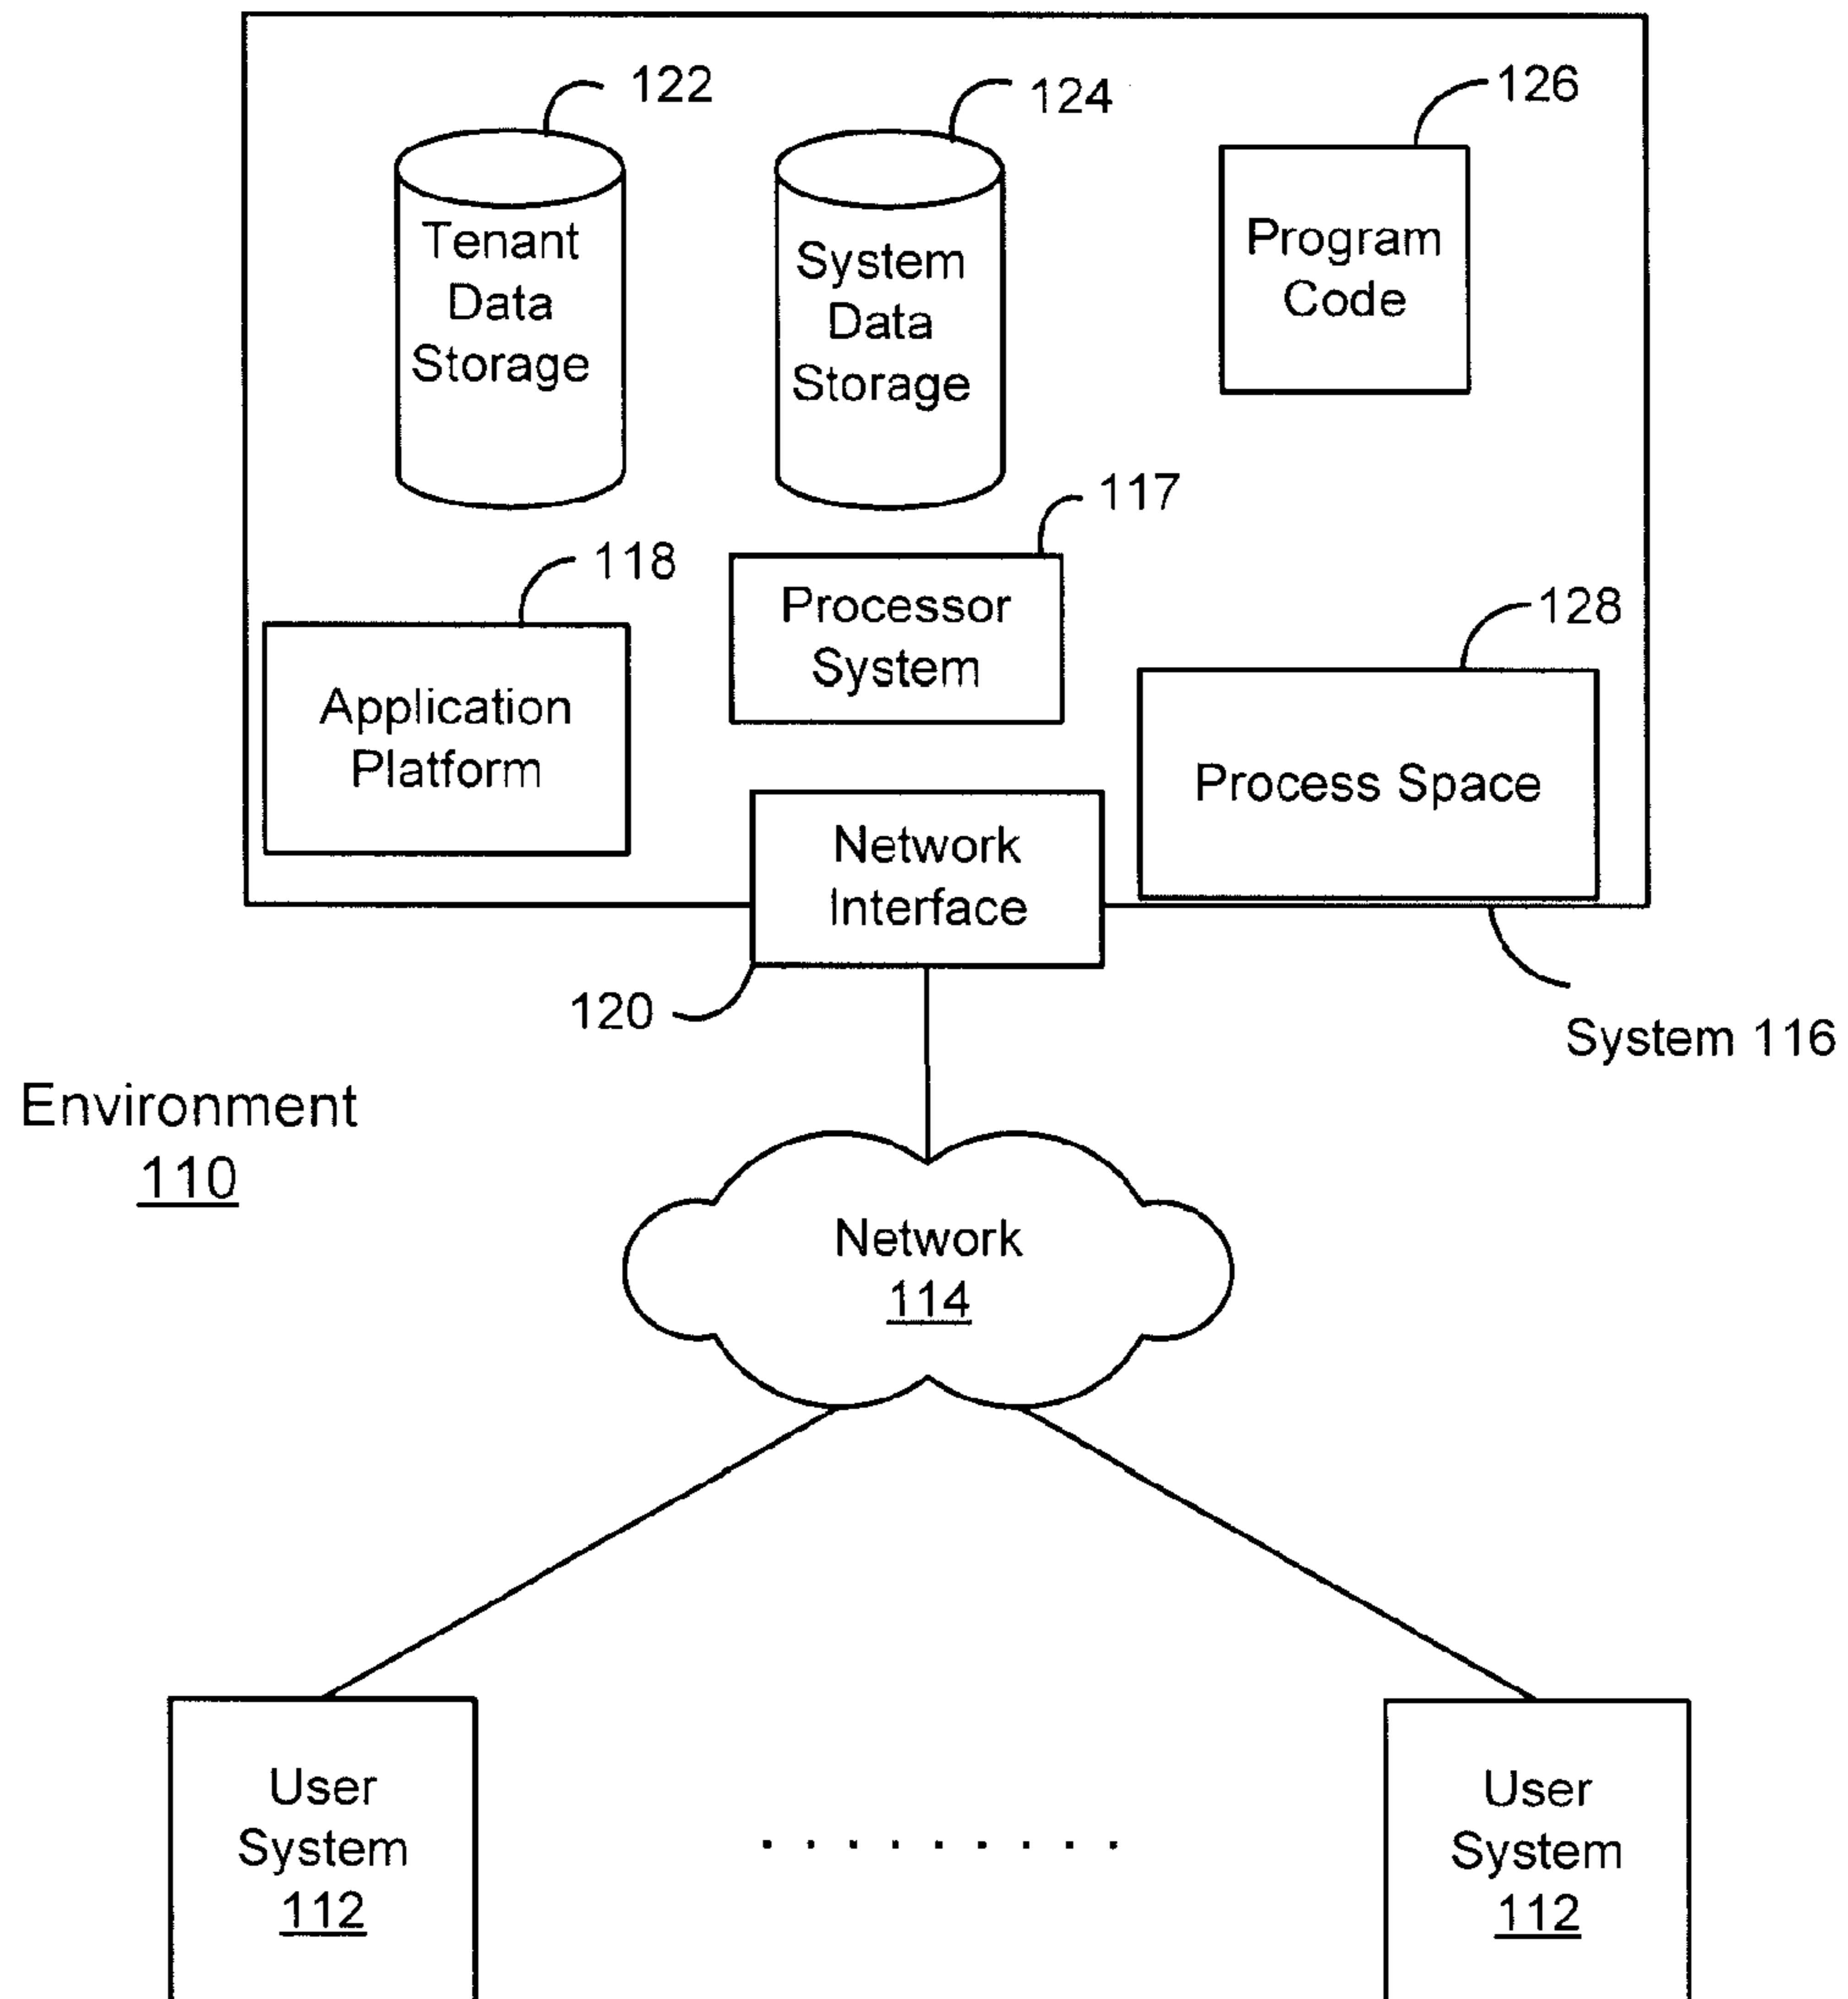 122
124
126
Tenant
Data
Storage
System
Data
Storage
Program
Code
117
118
Processor
System
128
Application
Platform
Process Space
Network
Interface
120
System 116
Environment
110
Network
114
User
System
112
. . . . . . . . .
User
System
112